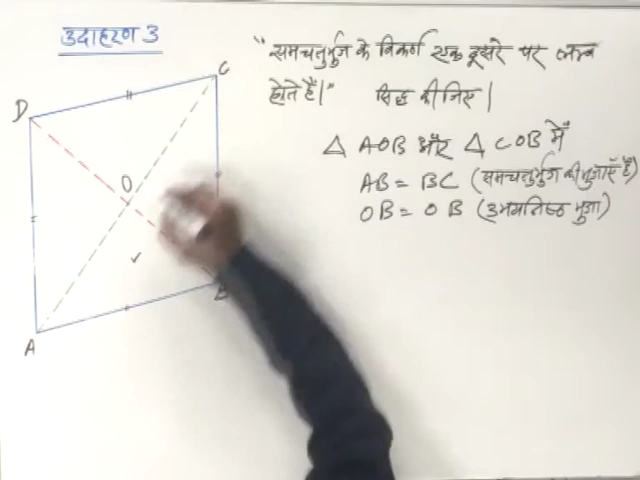 उदाहरण 3
"समचतुर्भुज के विकर्ण एक दूसरे पर लम्ब
होते हैं।" सिद्ध कीजिए।
△ AOB और △ COB में
AB = BC (समचतुर्भुज की भुजाएँ हैं)
OB = OB (उभयनिष्ठ भुजा)
C
D
O
B
A